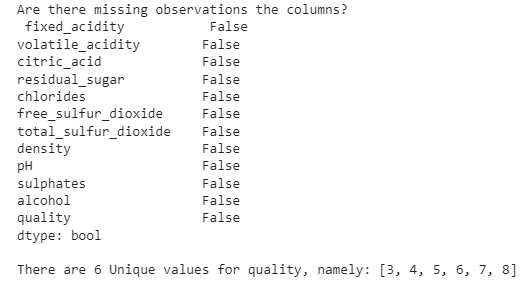 Are there missing observations the columns?
fixed_acidity False
volatile_acidity False
citric_acid False
residual_sugar False
chlorides False
free_sulfur_dioxide False
total_sulfur_dioxide False
density False
pH False
sulphates False
alcohol False
quality False
dtype: bool
There are 6 Unique values for quality, namely: [3, 4, 5, 6, 7, 8]